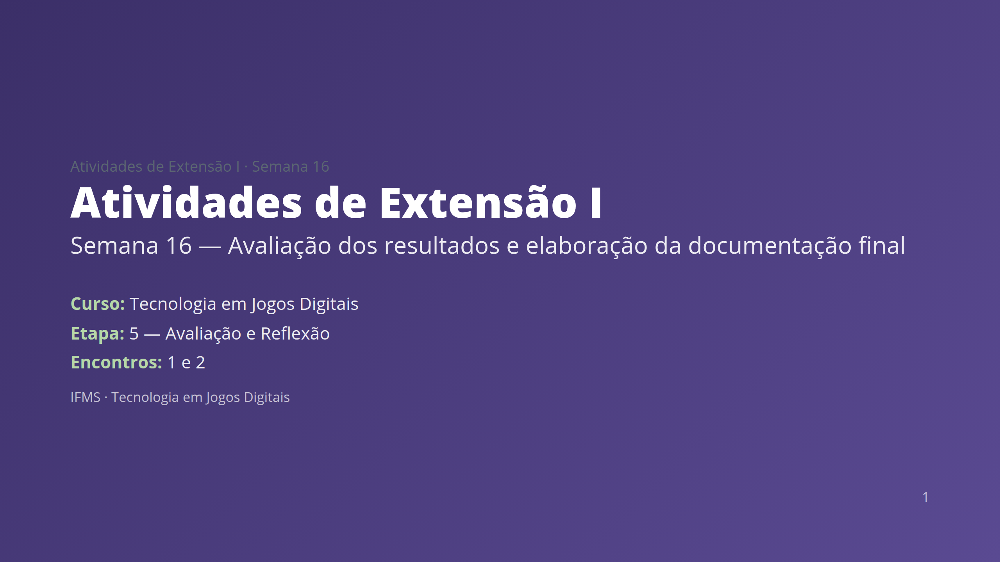 Atividades de Extensão I · Semana 16
Atividades de Extensão I
Semana 16 — Avaliação dos resultados e elaboração da documentação final
Curso: Tecnologia em Jogos Digitais
Etapa: 5 — Avaliação e Reflexão
Encontros: 1 e 2
IFMS · Tecnologia em Jogos Digitais
1